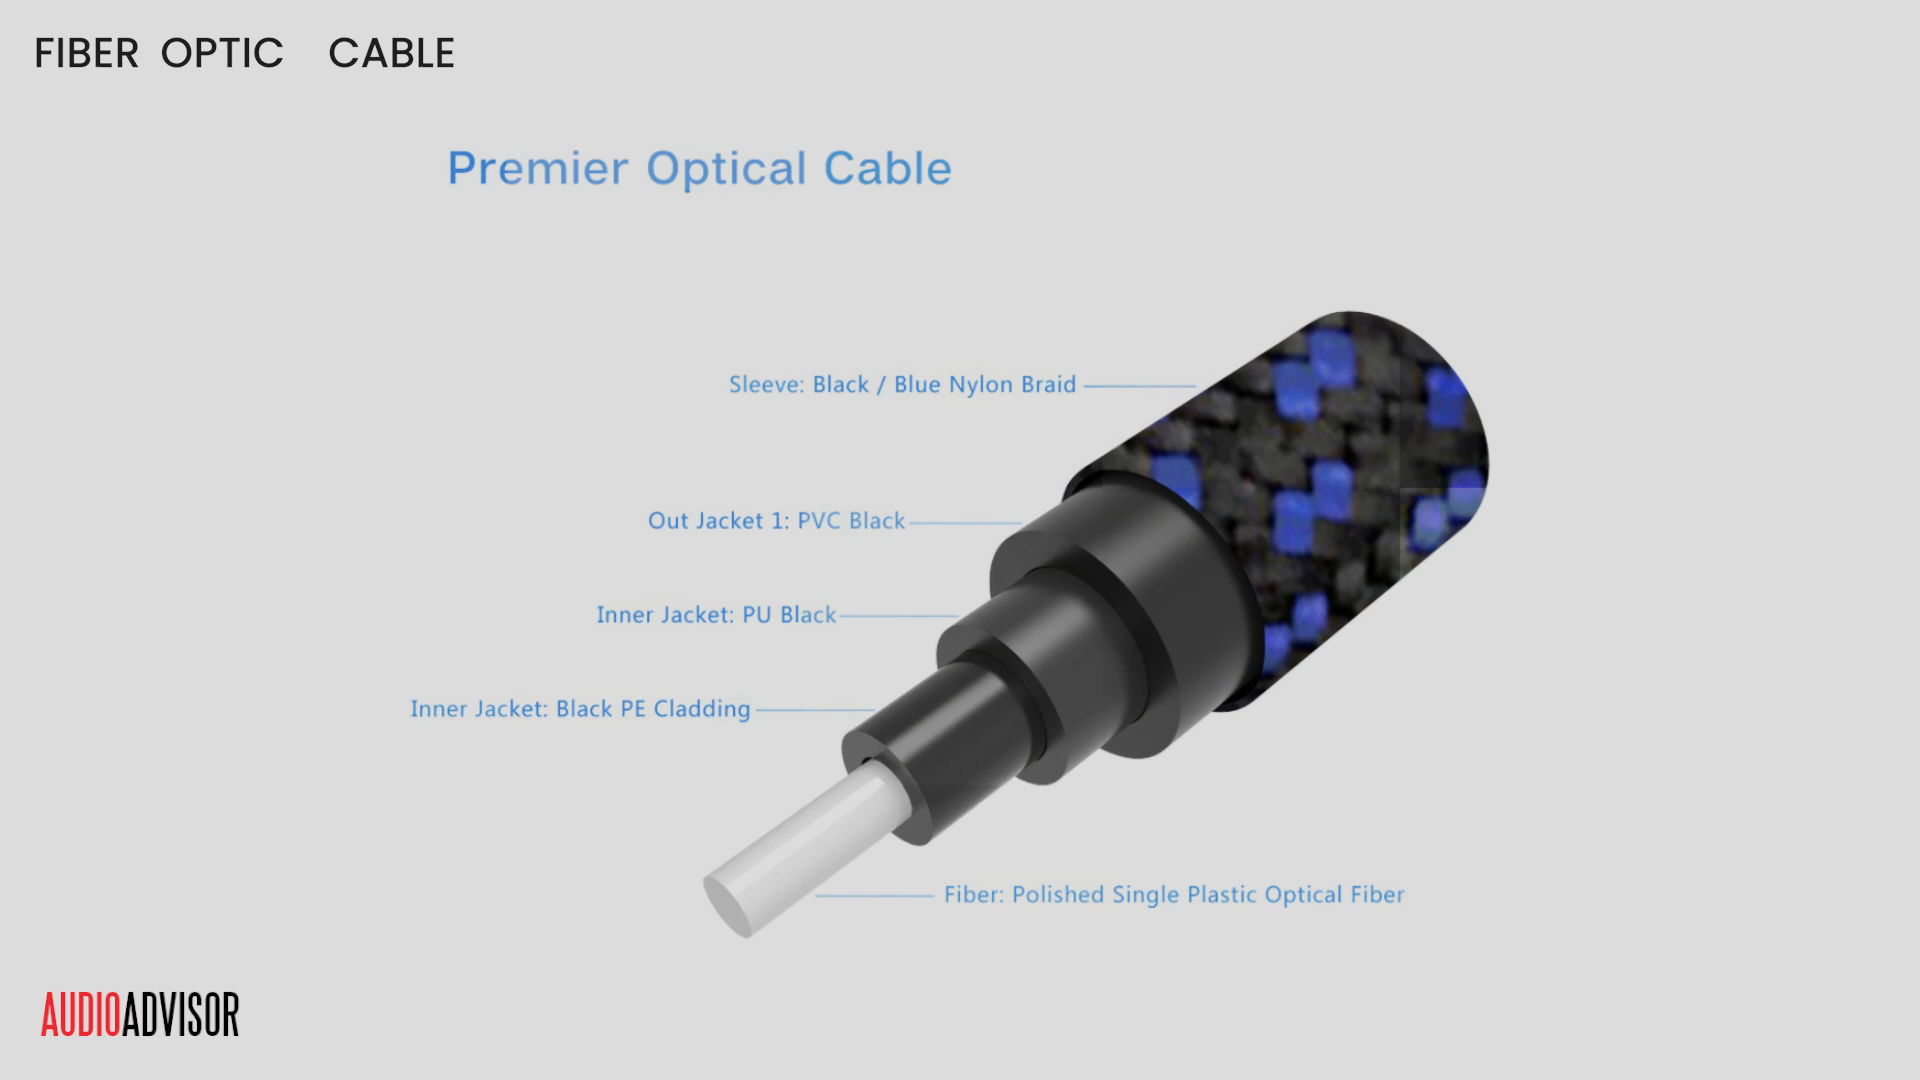 FIBER OPTIC CABLE
Premier Optical Cable
Sleeve: Black / Blue Nylon Braid
Out Jacket 1: PVC Black
Inner Jacket: PU Black
Inner Jacket: Black PE Cladding
Fiber: Polished Single Plastic Optical Fiber
AUDIOADVISOR